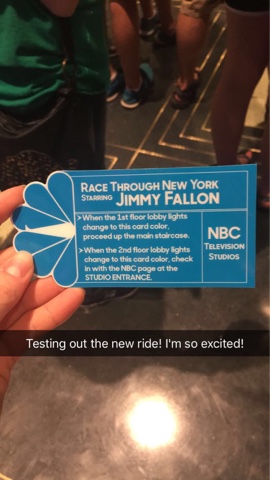 RACE THROUGH NEW YORK
STARRING JIMMY FALLON
> When the 1st floor lobby lights
change to this card color,
proceed up the main staircase.
> When the 2nd floor lobby lights
change to this card color, check
in with the NBC page at the
STUDIO ENTRANCE.
NBC
TELEVISION
STUDIOS
Testing out the new ride! I'm so excited!